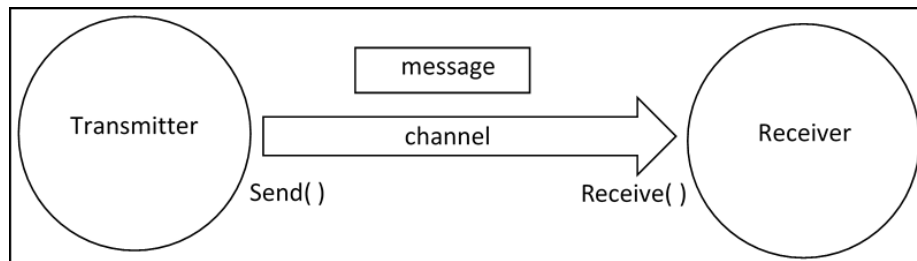 message
Transmitter
channel
Receiver
Send( )
Receive( )